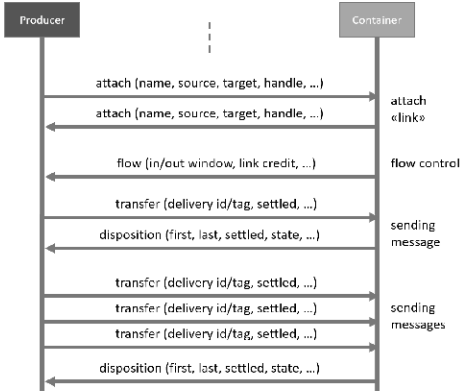 Producer
Container
attach (name, source, target, handle, ...)
attach (name, source, target, handle, ...)
attach
«link»
flow (in/out window, link credit, ...)
flow control
transfer (delivery id/tag, settled, ...)
sending
message
disposition (first, last, settled, state, ...)
transfer (delivery id/tag, settled, ...)
transfer (delivery id/tag, settled, ...)
sending
messages
transfer (delivery id/tag, settled, ...)
disposition (first, last, settled, state, ...)